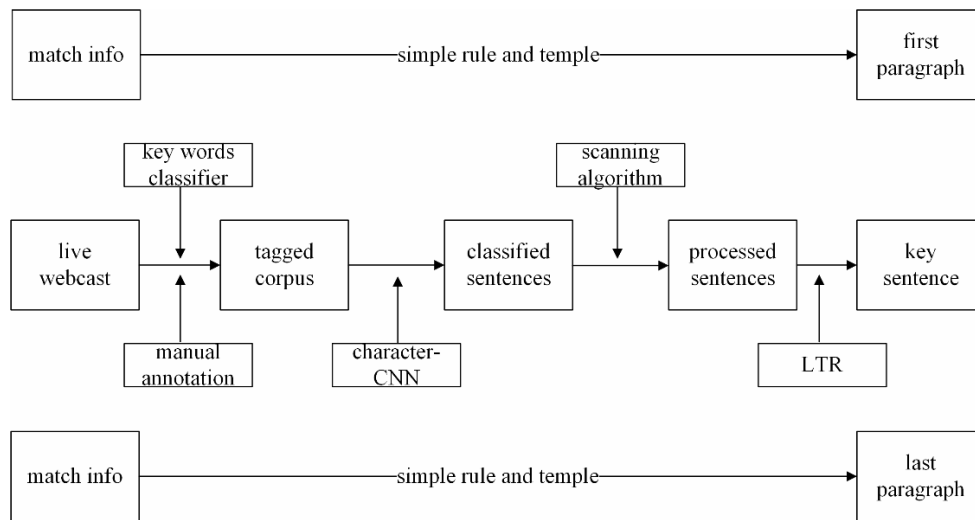 match info
simple rule and temple
first
paragraph
key words
classifier
scanning
algorithm
live
webcast
tagged
corpus
classified
sentences
processed
sentences
key
sentence
manual
annotation
character-
CNN
LTR
match info
simple rule and temple
last
paragraph